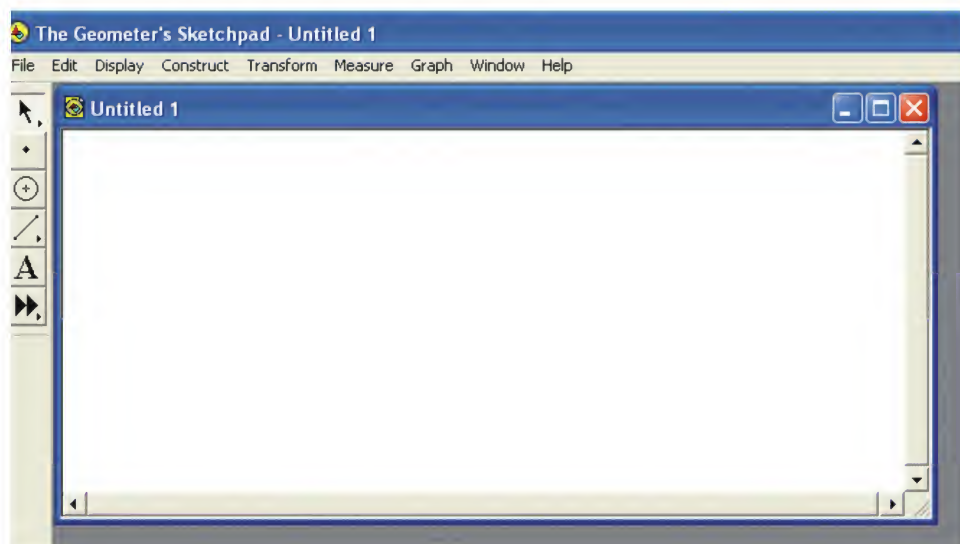 The Geometer's Sketchpad - Untitled 1
File Edit Display Construct Transform Measure Graph Window Help
Untitled 1
A